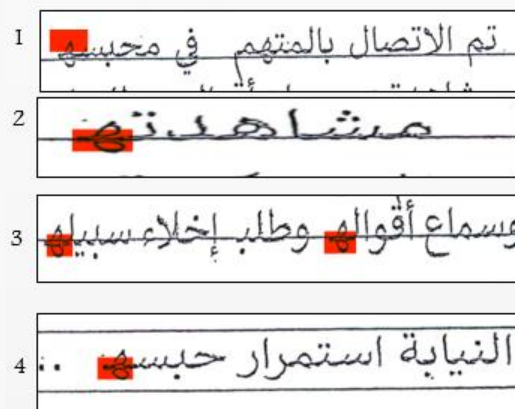 1 تم الاتصال بالمتهم في محبسه
2 مشاهدته
3 وسماع أقواله وطلب إخلاء سبيله
4 النيابة استمرار حبسه ..